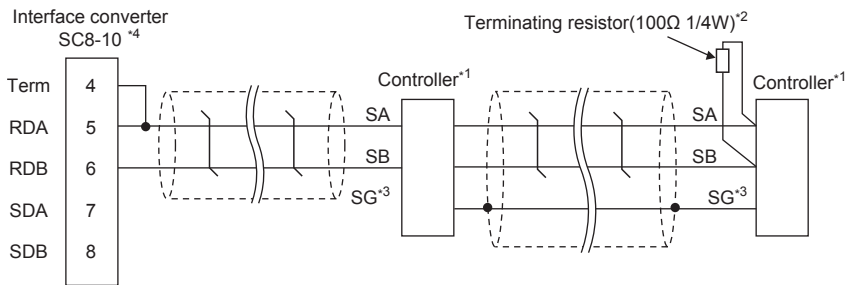 Interface converter
SC8-10 *4
Terminating resistor(100Ω 1/4W)*2
Controller*1
Controller*1
Term 4
RDA 5 SA SA
RDB 6 SB SB
SDA 7 SG*3 SG*3
SDB 8